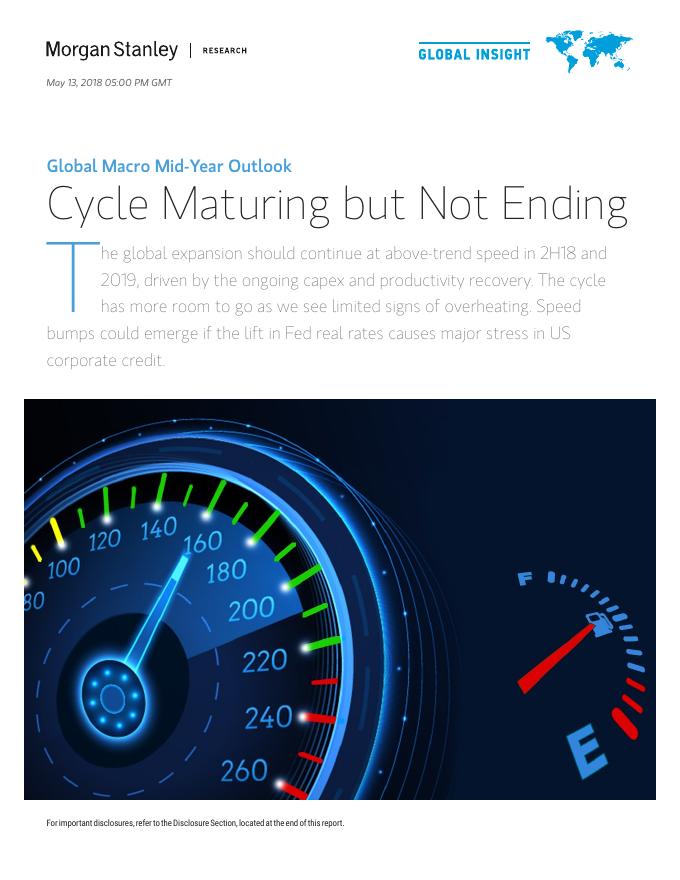 Morgan Stanley | RESEARCH
GLOBAL INSIGHT
May 13, 2018 05:00 PM GMT
Global Macro Mid-Year Outlook
Cycle Maturing but Not Ending
The global expansion should continue at above-trend speed in 2H18 and
2019, driven by the ongoing capex and productivity recovery. The cycle
has more room to go as we see limited signs of overheating. Speed
bumps could emerge if the lift in Fed real rates causes major stress in US
corporate credit.
80
100
120
140
160
180
200
220
240
260
F
E
For important disclosures, refer to the Disclosure Section, located at the end of this report.